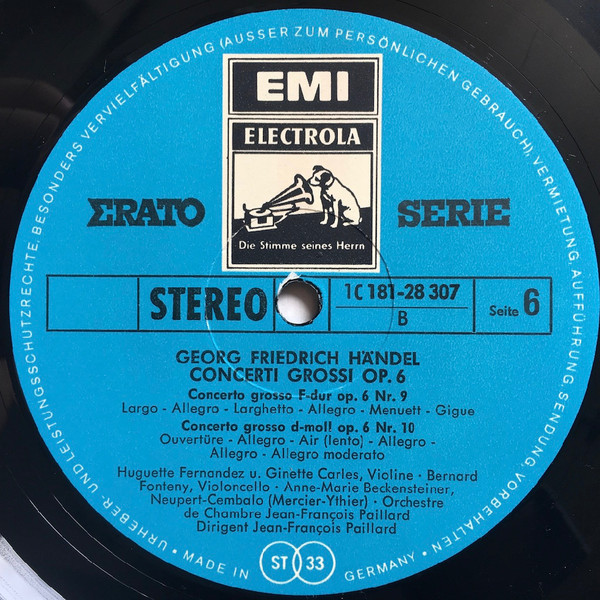 URHEBER- UND LEISTUNGSSCHUTZRECHTE, BESONDERS VERVIELFÄLTIGUNG (AUSSER ZUM PERSÖNLICHEN GEBRAUCH), VERMIETUNG, AUFFÜHRUNG, SENDUNG, VORBEHALTEN
EMI
ELECTROLA
Die Stimme seines Herrn
ΣRATO SERIE
STEREO 1C 181-28 307 Seite 6
B
GEORG FRIEDRICH HÄNDEL
CONCERTI GROSSI OP. 6
Concerto grosso F-dur op. 6 Nr. 9
Largo - Allegro - Larghetto - Allegro - Menuett - Gigue
Concerto grosso d-moll op. 6 Nr. 10
Ouvertüre - Allegro - Air (lento) - Allegro -
Allegro - Allegro moderato
Huguette Fernandez u. Ginette Carles, Violine · Bernard
Fonteny, Violoncello · Anne-Marie Beckensteiner,
Neupert-Cembalo (Mercier-Ythier) · Orchestre
de Chambre Jean-François Paillard
Dirigent Jean-François Paillard
· MADE IN GERMANY ·
ST 33